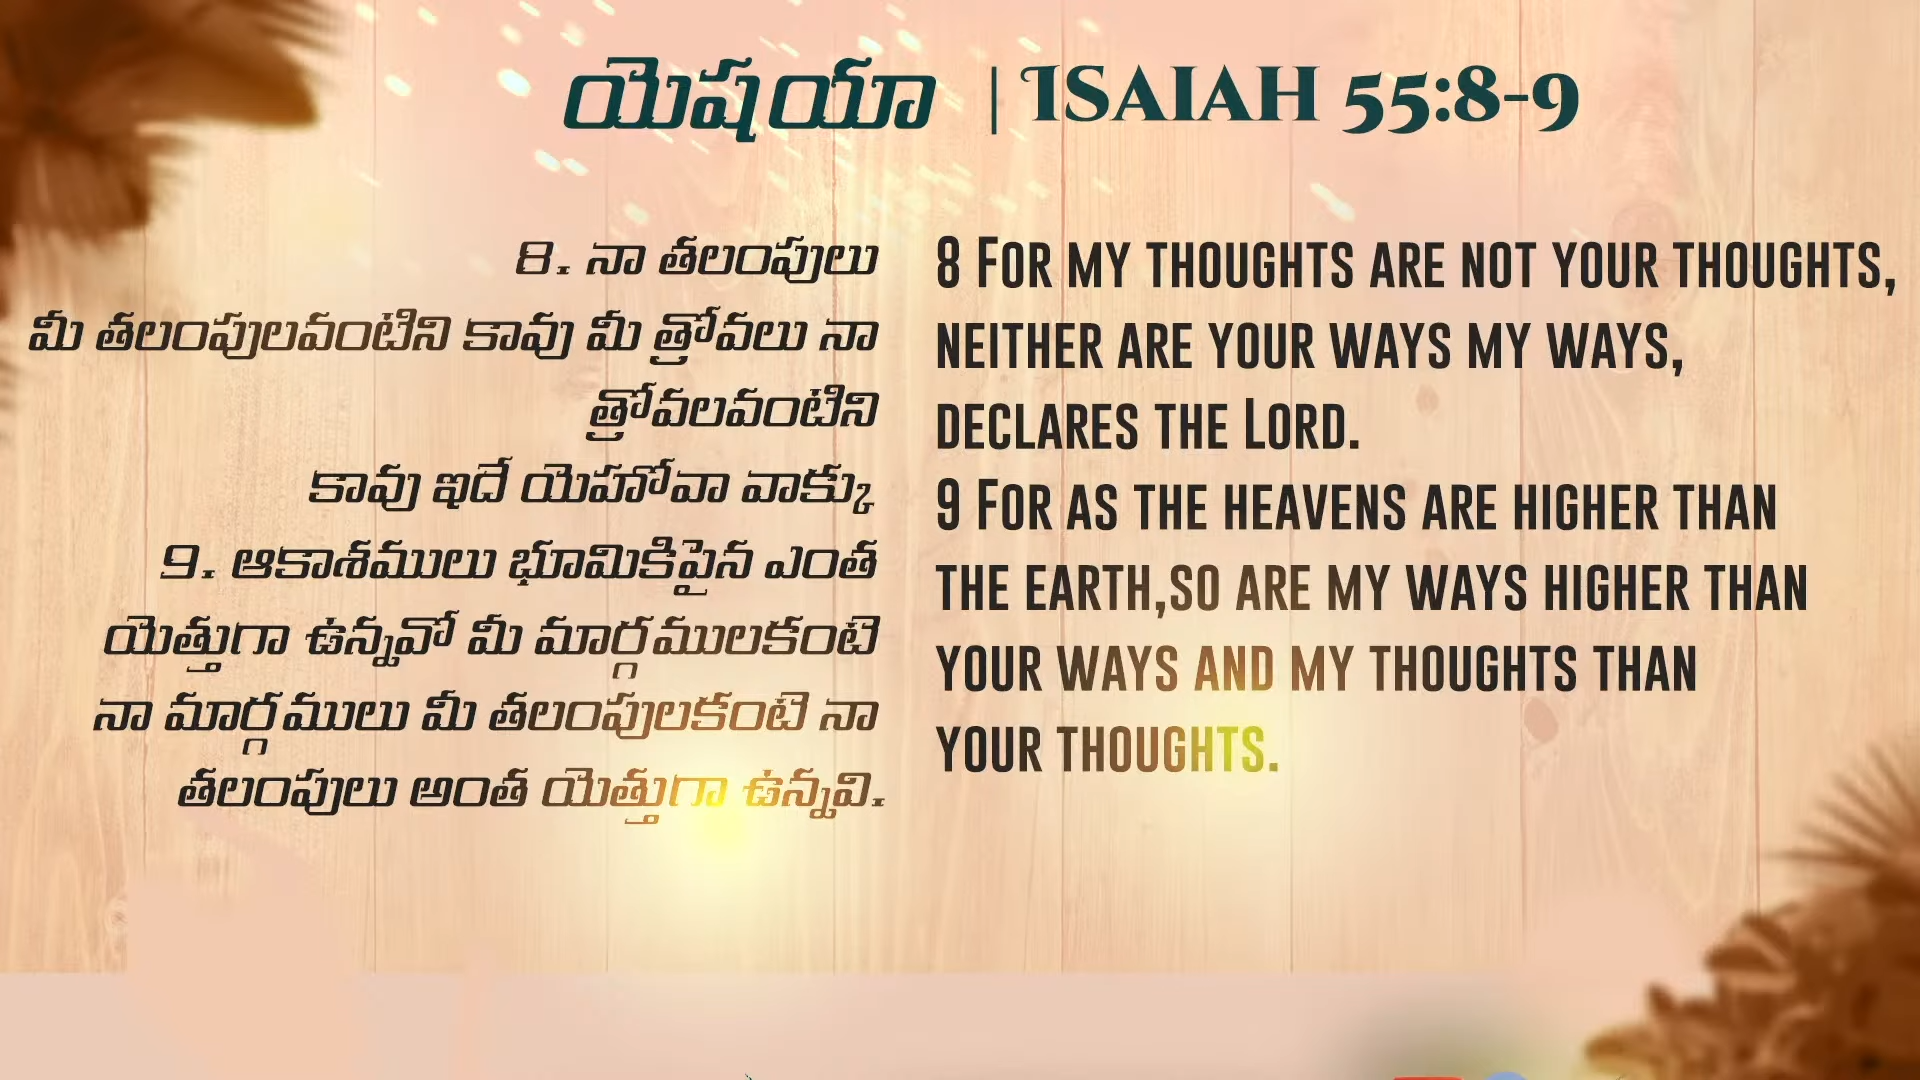 యెషయా | Isaiah 55:8-9
8. నా తలంపులు
మీ తలంపులవంటిని కావు మీ త్రోవలు నా
త్రోవలవంటిని
కావు ఇదే యెహోవా వాక్కు
9. ఆకాశములు భూమికిపైన ఎంత
యెత్తుగా ఉన్నవో మీ మార్గములకంటె
నా మార్గములు మీ తలంపులకంటె నా
తలంపులు అంత యెత్తుగా ఉన్నవి.
8 For my thoughts are not your thoughts,
neither are your ways my ways,
declares the Lord.
9 For as the heavens are higher than
the earth,so are my ways higher than
your ways and my thoughts than
your thoughts.